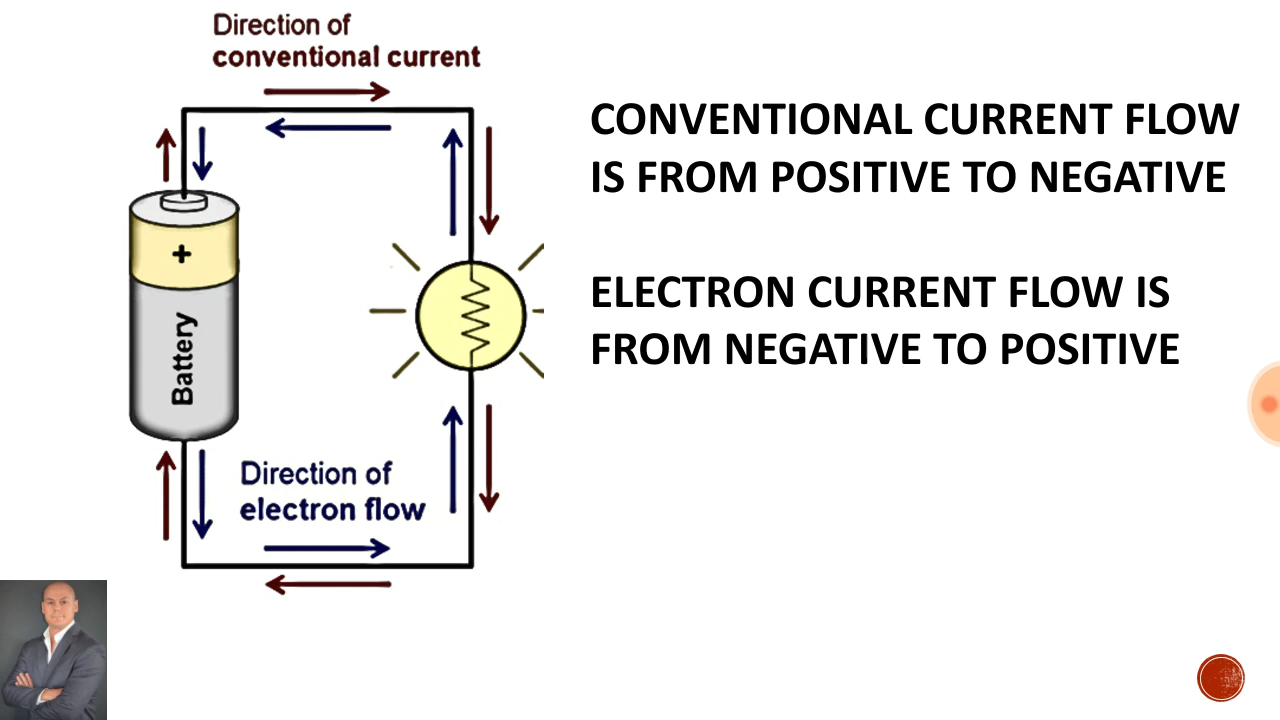 Direction of
conventional current
+
Battery
Direction of
electron flow
CONVENTIONAL CURRENT FLOW
IS FROM POSITIVE TO NEGATIVE
ELECTRON CURRENT FLOW IS
FROM NEGATIVE TO POSITIVE